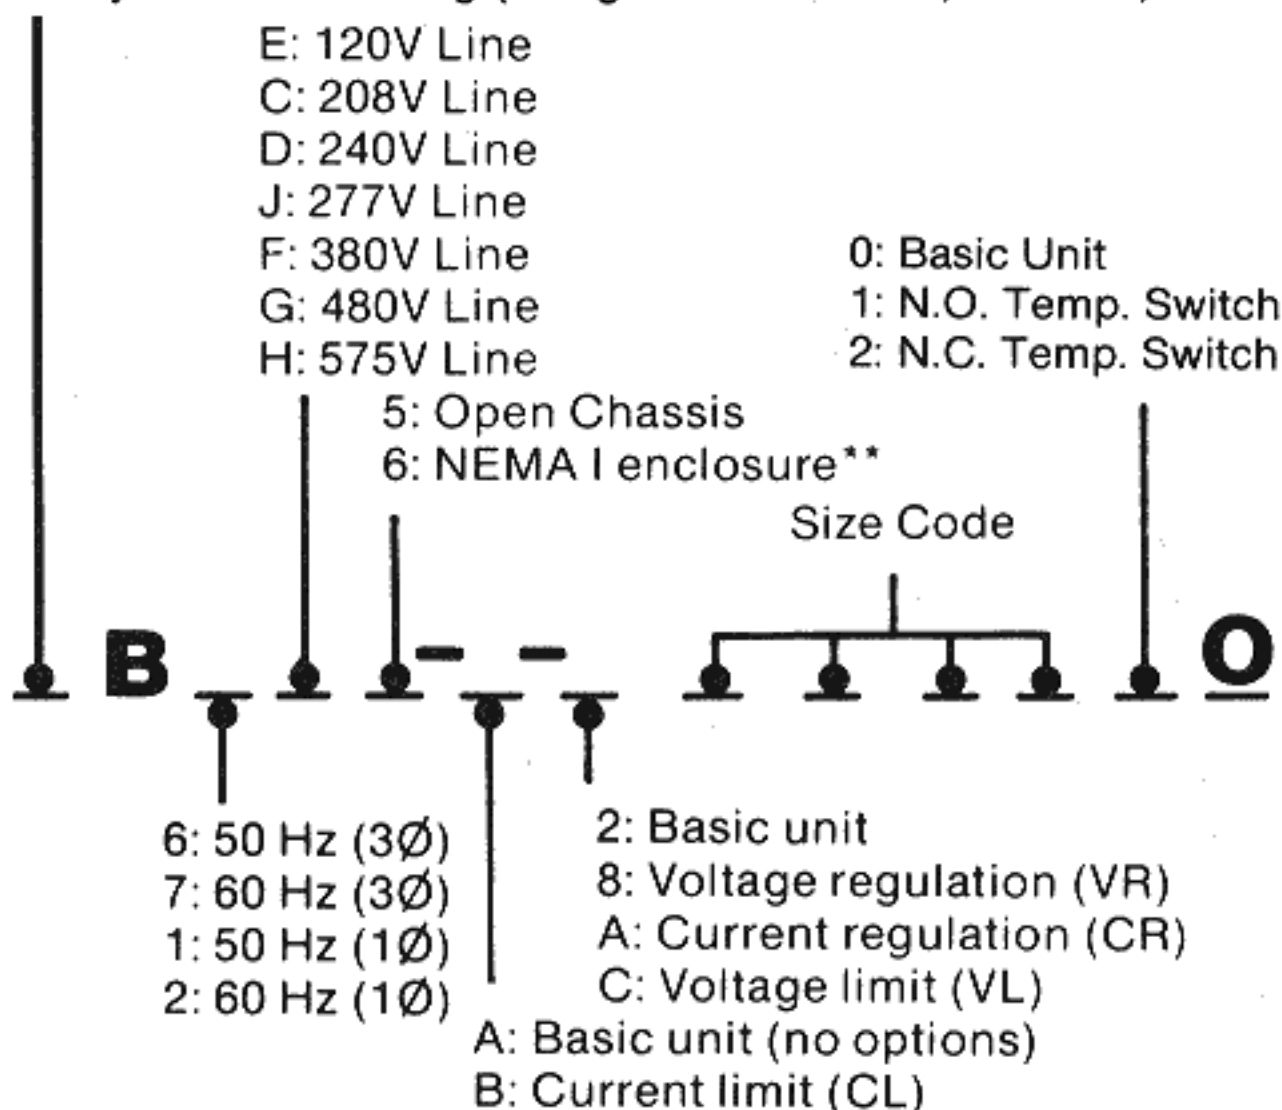 E: 120V Line
C: 208V Line
D: 240V Line
J: 277V Line
F: 380V Line
G: 480V Line
H: 575V Line
0: Basic Unit
1: N.O. Temp. Switch
2: N.C. Temp. Switch
5: Open Chassis
6: NEMA I enclosure**
Size Code
B - - O
6: 50 Hz (3Ø)
7: 60 Hz (3Ø)
1: 50 Hz (1Ø)
2: 60 Hz (1Ø)
2: Basic unit
8: Voltage regulation (VR)
A: Current regulation (CR)
C: Voltage limit (VL)
A: Basic unit (no options)
B: Current limit (CL)